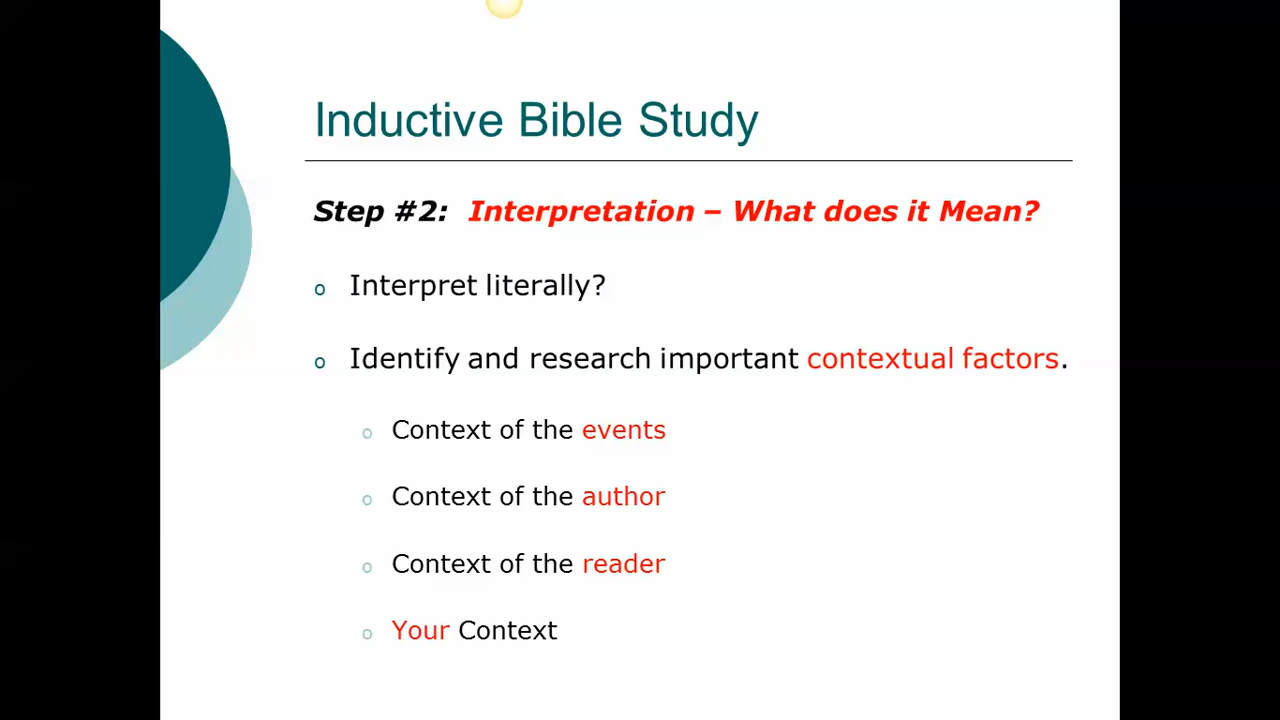 Inductive Bible Study
Step #2: Interpretation – What does it Mean?
o Interpret literally?
o Identify and research important contextual factors.
o Context of the events
o Context of the author
o Context of the reader
o Your Context